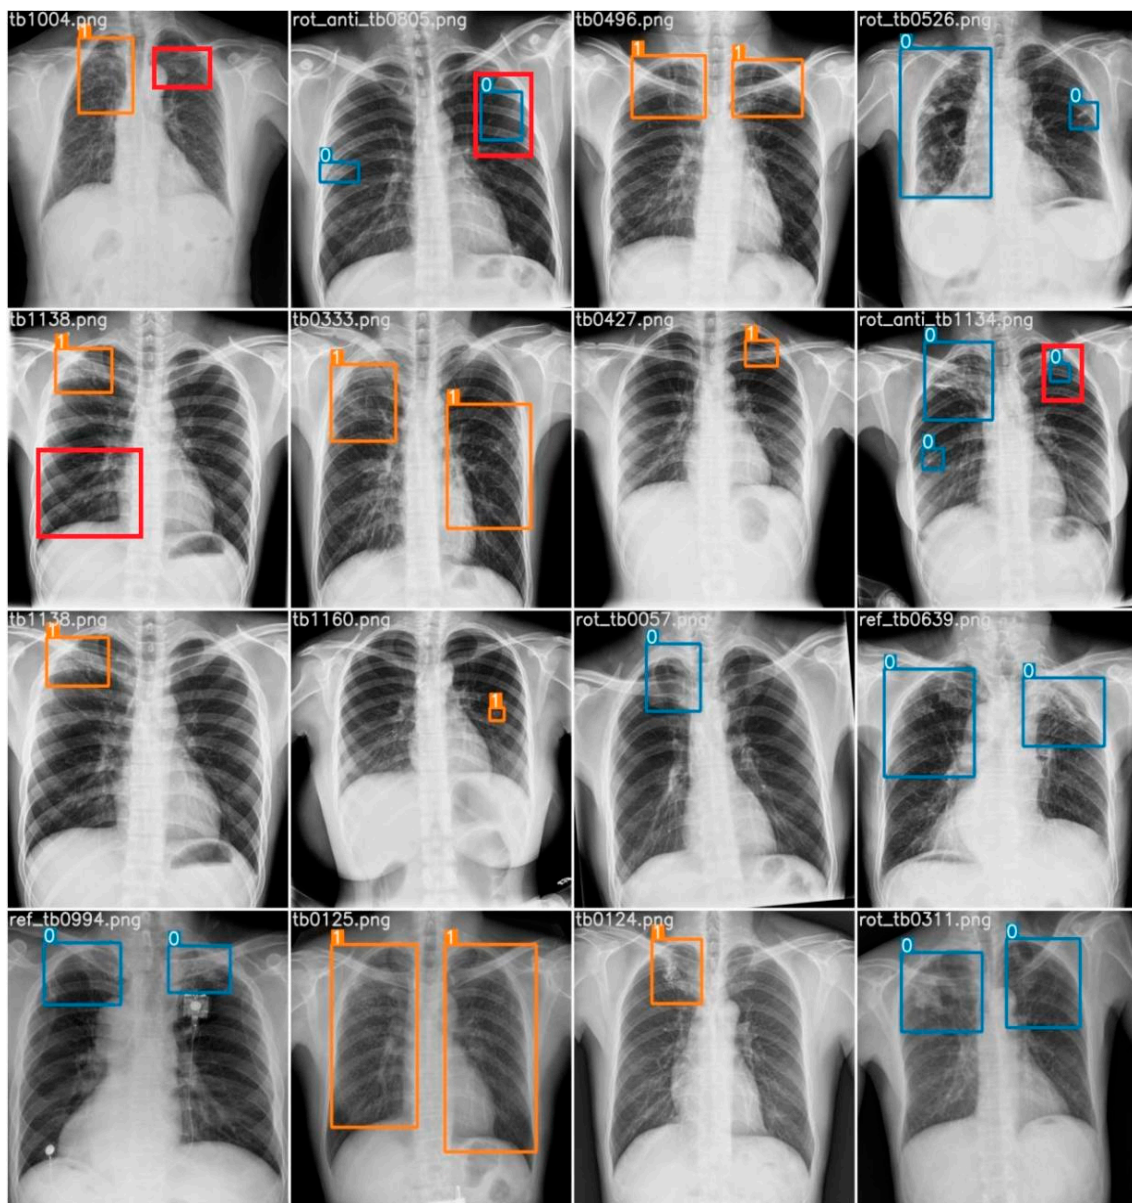 tb1004.png
1
rot_anti_tb0805.png
0
0
tb0496.png
1
1
rot_tb0526.png
0
0
tb1138.png
1
tb0333.png
1
1
tb0427.png
1
rot_anti_tb1134.png
0
0
0
tb1138.png
1
tb1160.png
1
rot_tb0057.png
0
ref_tb0639.png
0
0
ref_tb0994.png
0
0
tb0125.png
1
1
tb0124.png
1
rot_tb0311.png
0
0